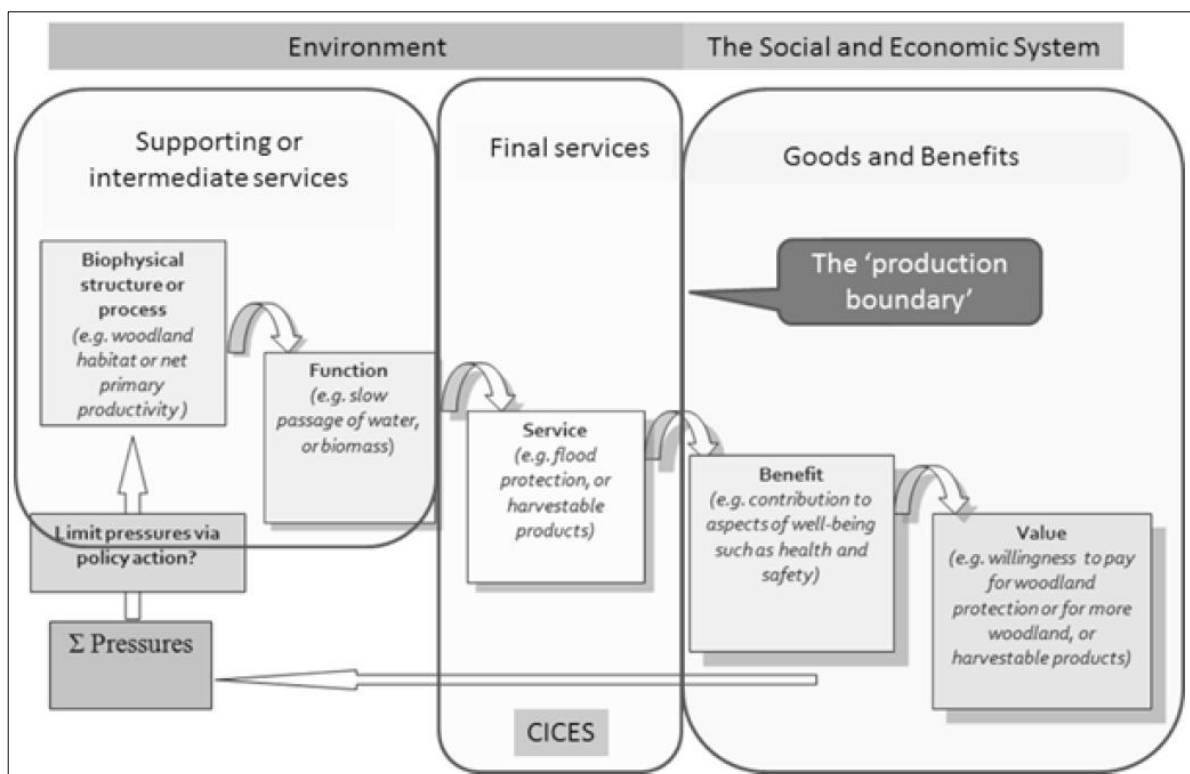 Environment
The Social and Economic System
Supporting or
intermediate services
Final services
Goods and Benefits
The ‘production
boundary’
Biophysical
structure or
process
(e.g. woodland
habitat or net
primary
productivity )
Function
(e.g. slow
passage of water,
or biomass)
Service
(e.g. flood
protection, or
harvestable
products)
Benefit
(e.g. contribution to
aspects of well-being
such as health and
safety)
Value
(e.g. willingness to pay
for woodland
protection or for more
woodland, or
harvestable products)
Limit pressures via
policy action?
Σ Pressures
CICES